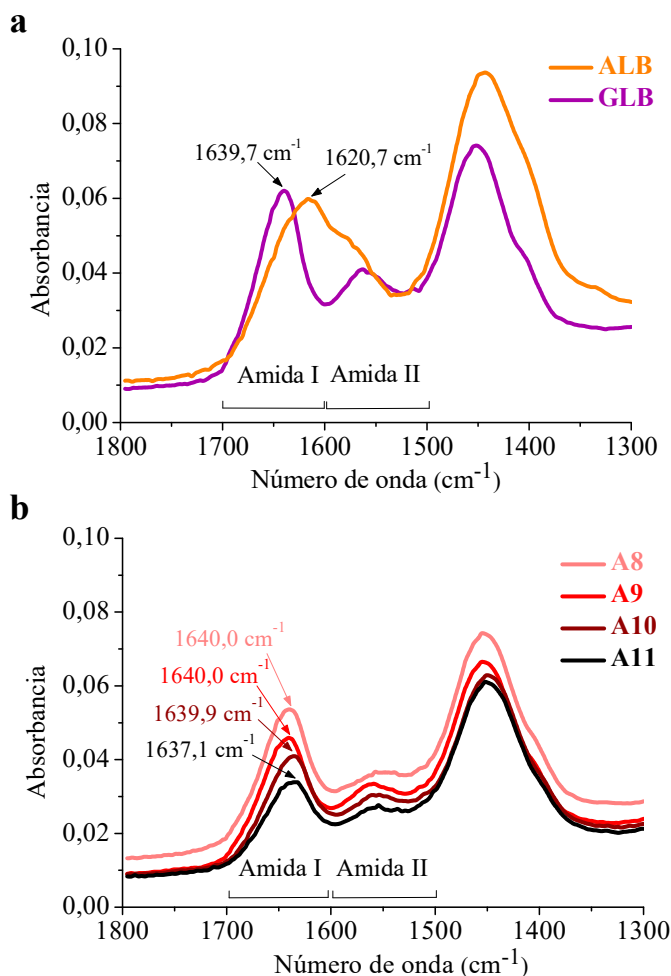 a
0,10
ALB
GLB
0,08
1639,7 cm⁻¹
1620,7 cm⁻¹
0,06
Absorbancia
0,04
0,02
Amida I
Amida II
0,00
1800
1700
1600
1500
1400
1300
Número de onda (cm⁻¹)
b
0,10
A8
A9
A10
A11
0,08
1640,0 cm⁻¹
1640,0 cm⁻¹
0,06
1639,9 cm⁻¹
1637,1 cm⁻¹
Absorbancia
0,04
0,02
Amida I
Amida II
0,00
1800
1700
1600
1500
1400
1300
Número de onda (cm⁻¹)